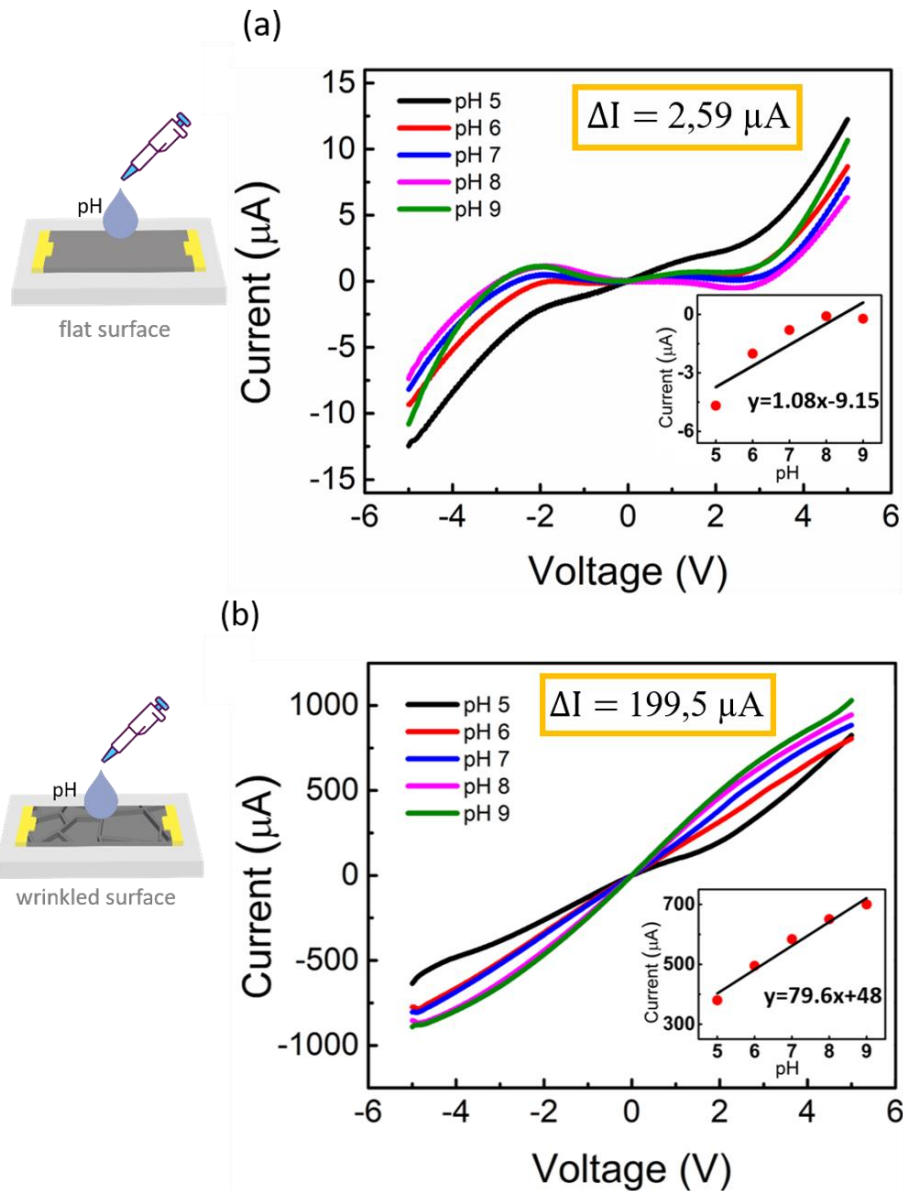 (a)
pH
flat surface
Current (µA)
15
10
5
0
-5
-10
-15
pH 5
pH 6
pH 7
pH 8
pH 9
ΔI = 2,59 µA
Current (µA)
0
-3
-6
y=1.08x-9.15
5 6 7 8 9
pH
-6 -4 -2 0 2 4 6
Voltage (V)
(b)
pH
wrinkled surface
Current (µA)
1000
500
0
-500
-1000
pH 5
pH 6
pH 7
pH 8
pH 9
ΔI = 199,5 µA
Current (µA)
700
500
300
y=79.6x+48
5 6 7 8 9
pH
-6 -4 -2 0 2 4 6
Voltage (V)